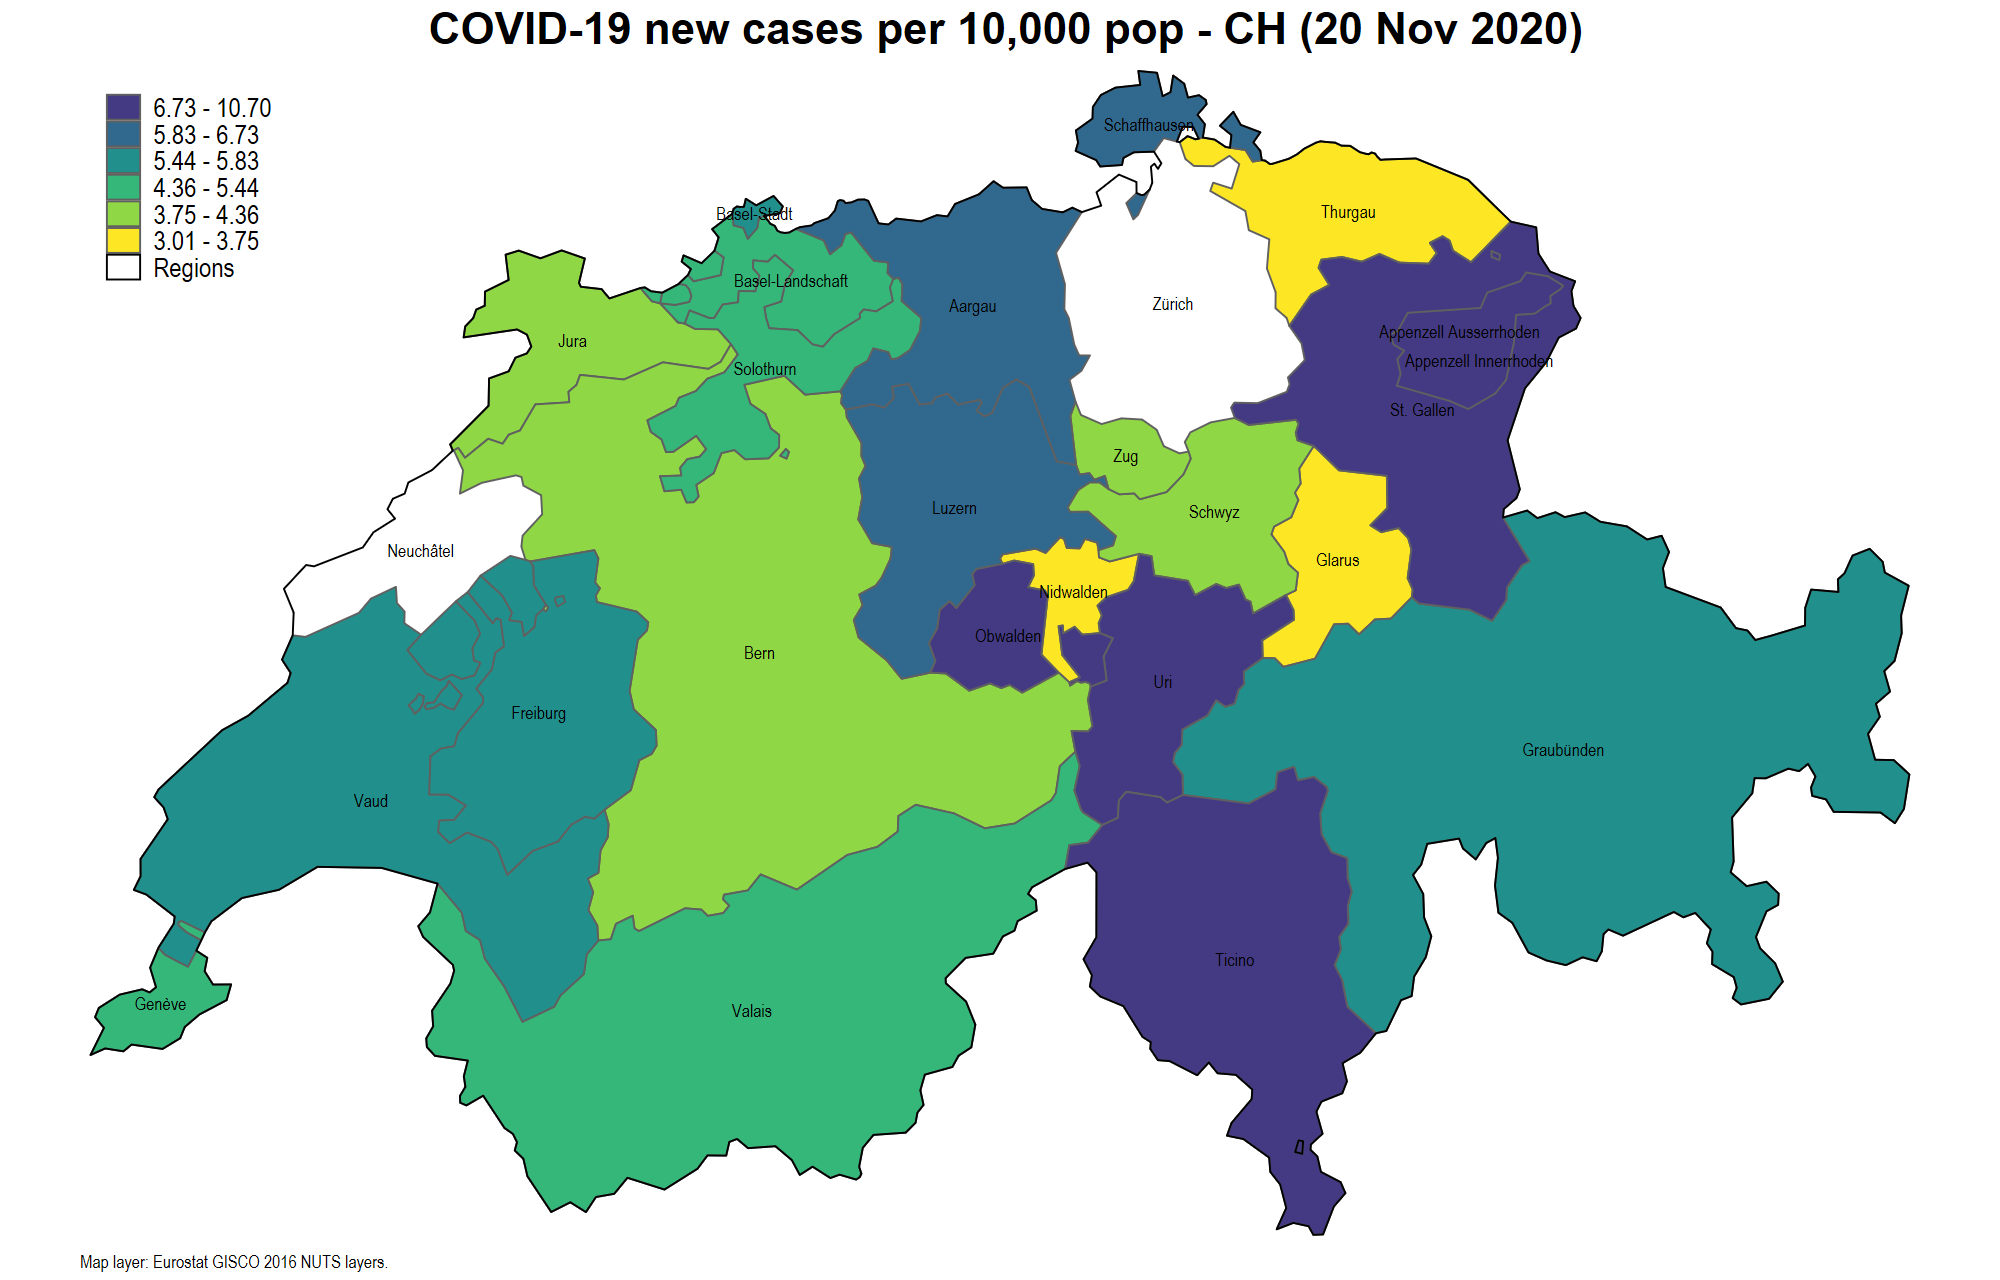 COVID-19 new cases per 10,000 pop - CH (20 Nov 2020)
6.73 - 10.70
5.83 - 6.73
5.44 - 5.83
4.36 - 5.44
3.75 - 4.36
3.01 - 3.75
Regions
Schaffhausen
Basel-Stadt
Thurgau
Basel-Landschaft
Aargau
Zürich
Jura
Appenzell Ausserrhoden
Solothurn
Appenzell Innerrhoden
St. Gallen
Zug
Luzern
Schwyz
Neuchâtel
Glarus
Nidwalden
Obwalden
Bern
Uri
Freiburg
Graubünden
Vaud
Ticino
Genève
Valais
Map layer: Eurostat GISCO 2016 NUTS layers.